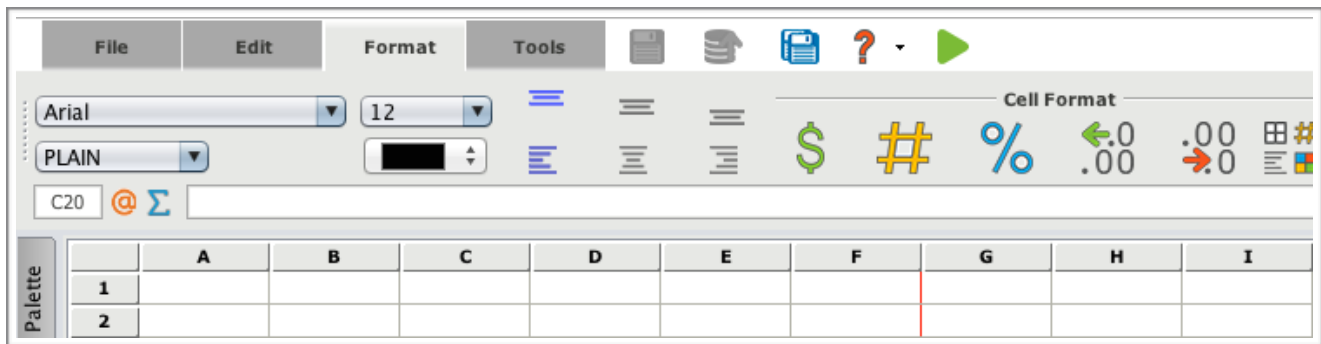 File Edit Format Tools ?
Cell Format
Arial 12
$ # % .0 .00 .00 .0 #
PLAIN
C20 @ Σ
A B C D E F G H I
Palette
1
2